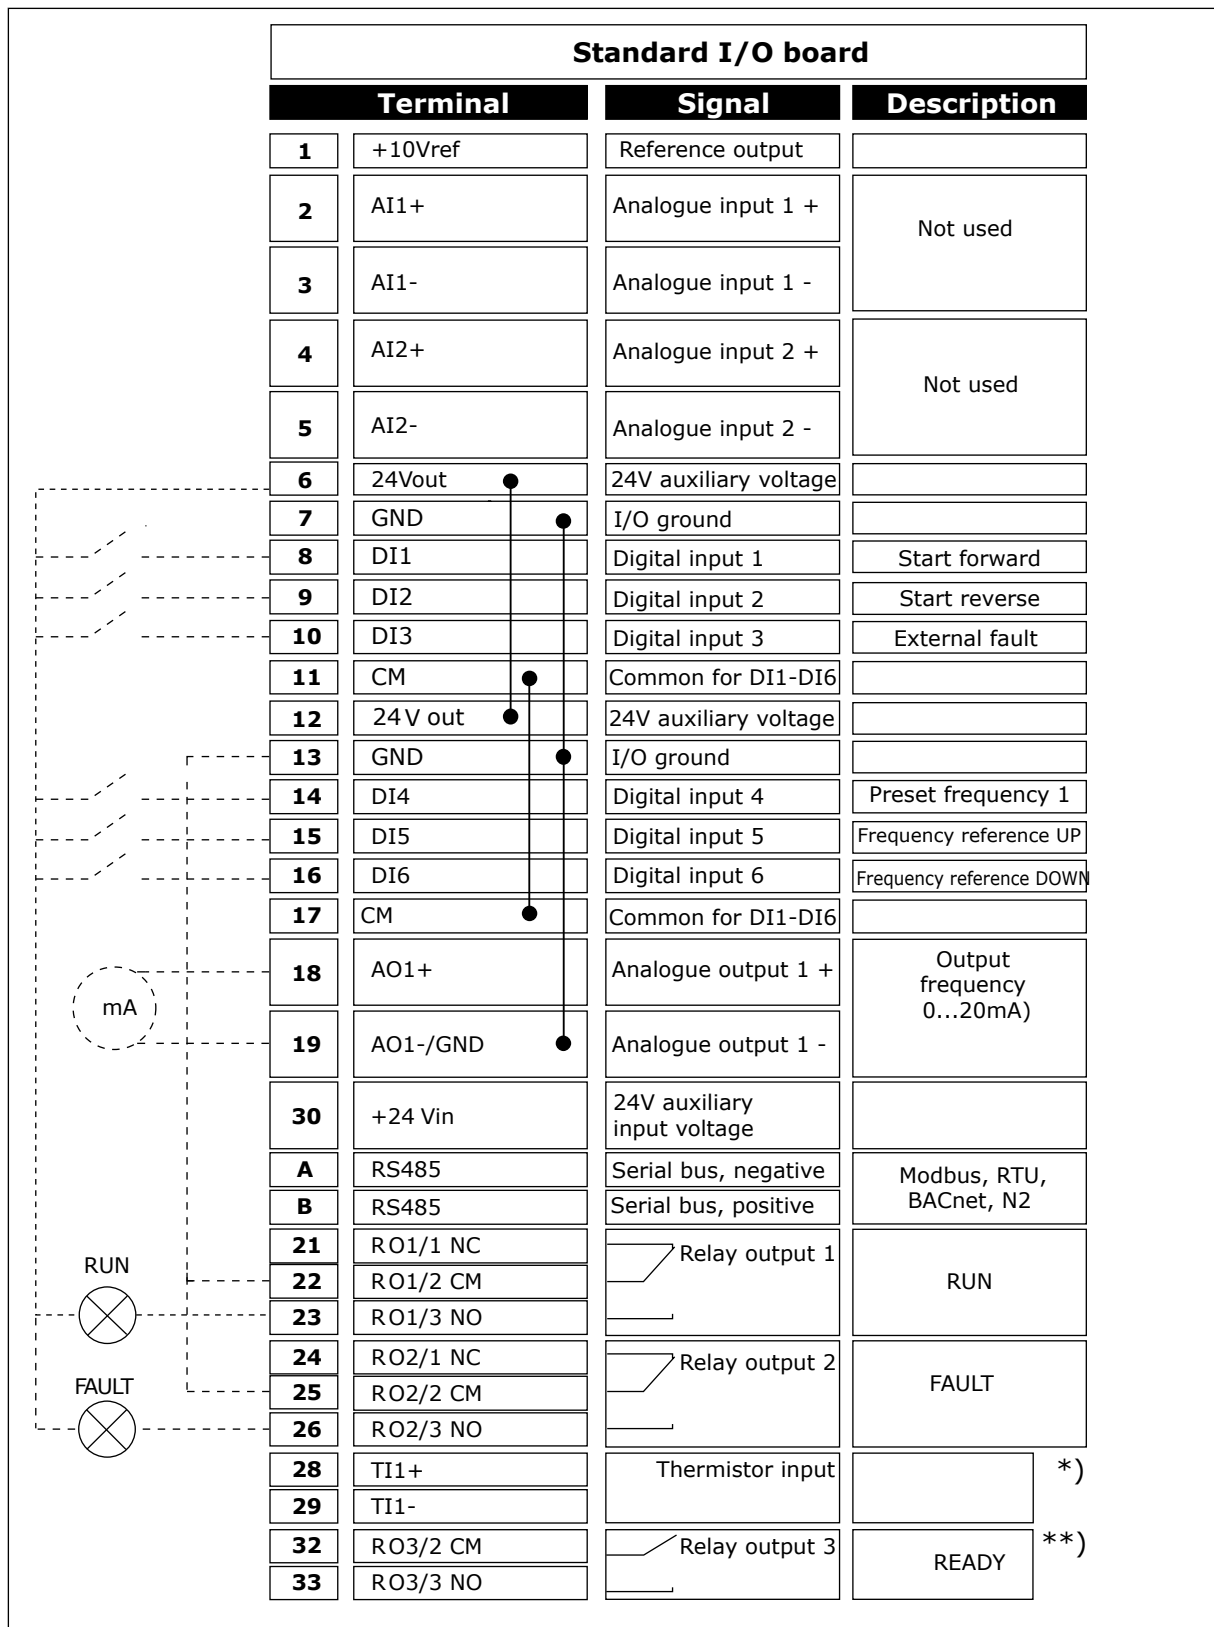 Standard I/O board
Terminal Signal Description
1 +10Vref Reference output
2 AI1+ Analogue input 1 +
Not used
3 AI1- Analogue input 1 -
4 AI2+ Analogue input 2 +
Not used
5 AI2- Analogue input 2 -
6 24Vout 24V auxiliary voltage
7 GND I/O ground
8 DI1 Digital input 1 Start forward
9 DI2 Digital input 2 Start reverse
10 DI3 Digital input 3 External fault
11 CM Common for DI1-DI6
12 24V out 24V auxiliary voltage
13 GND I/O ground
14 DI4 Digital input 4 Preset frequency 1
15 DI5 Digital input 5 Frequency reference UP
16 DI6 Digital input 6 Frequency reference DOWN
17 CM Common for DI1-DI6
18 AO1+ Analogue output 1 +
Output
frequency
0...20mA)
mA
19 AO1-/GND Analogue output 1 -
30 +24 Vin
24V auxiliary
input voltage
A RS485 Serial bus, negative
B RS485 Serial bus, positive
Modbus, RTU,
BACnet, N2
21 RO1/1 NC Relay output 1
RUN
22 RO1/2 CM RUN
23 RO1/3 NO
24 RO2/1 NC Relay output 2
FAULT
25 RO2/2 CM FAULT
26 RO2/3 NO
28 TI1+ Thermistor input *)
29 TI1-
32 RO3/2 CM Relay output 3 **)
READY
33 RO3/3 NO